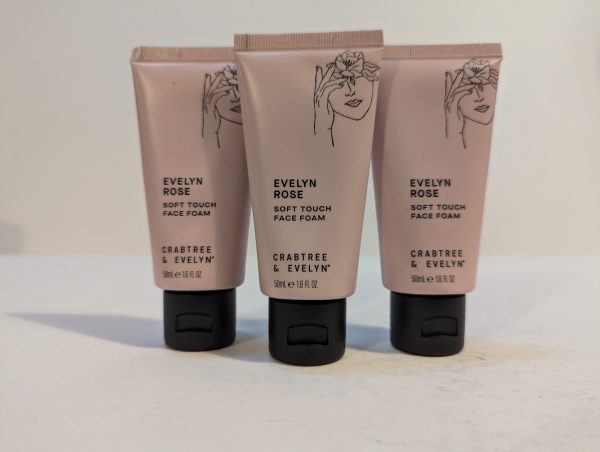 EVELYN
ROSE
SOFT TOUCH
FACE FOAM
CRABTREE
& EVELYN®
50mL e 1.6 fl. OZ
EVELYN
ROSE
SOFT TOUCH
FACE FOAM
CRABTREE
& EVELYN®
50mL e 1.6 fl. OZ
EVELYN
ROSE
SOFT TOUCH
FACE FOAM
CRABTREE
& EVELYN®
50mL e 1.6 fl. OZ